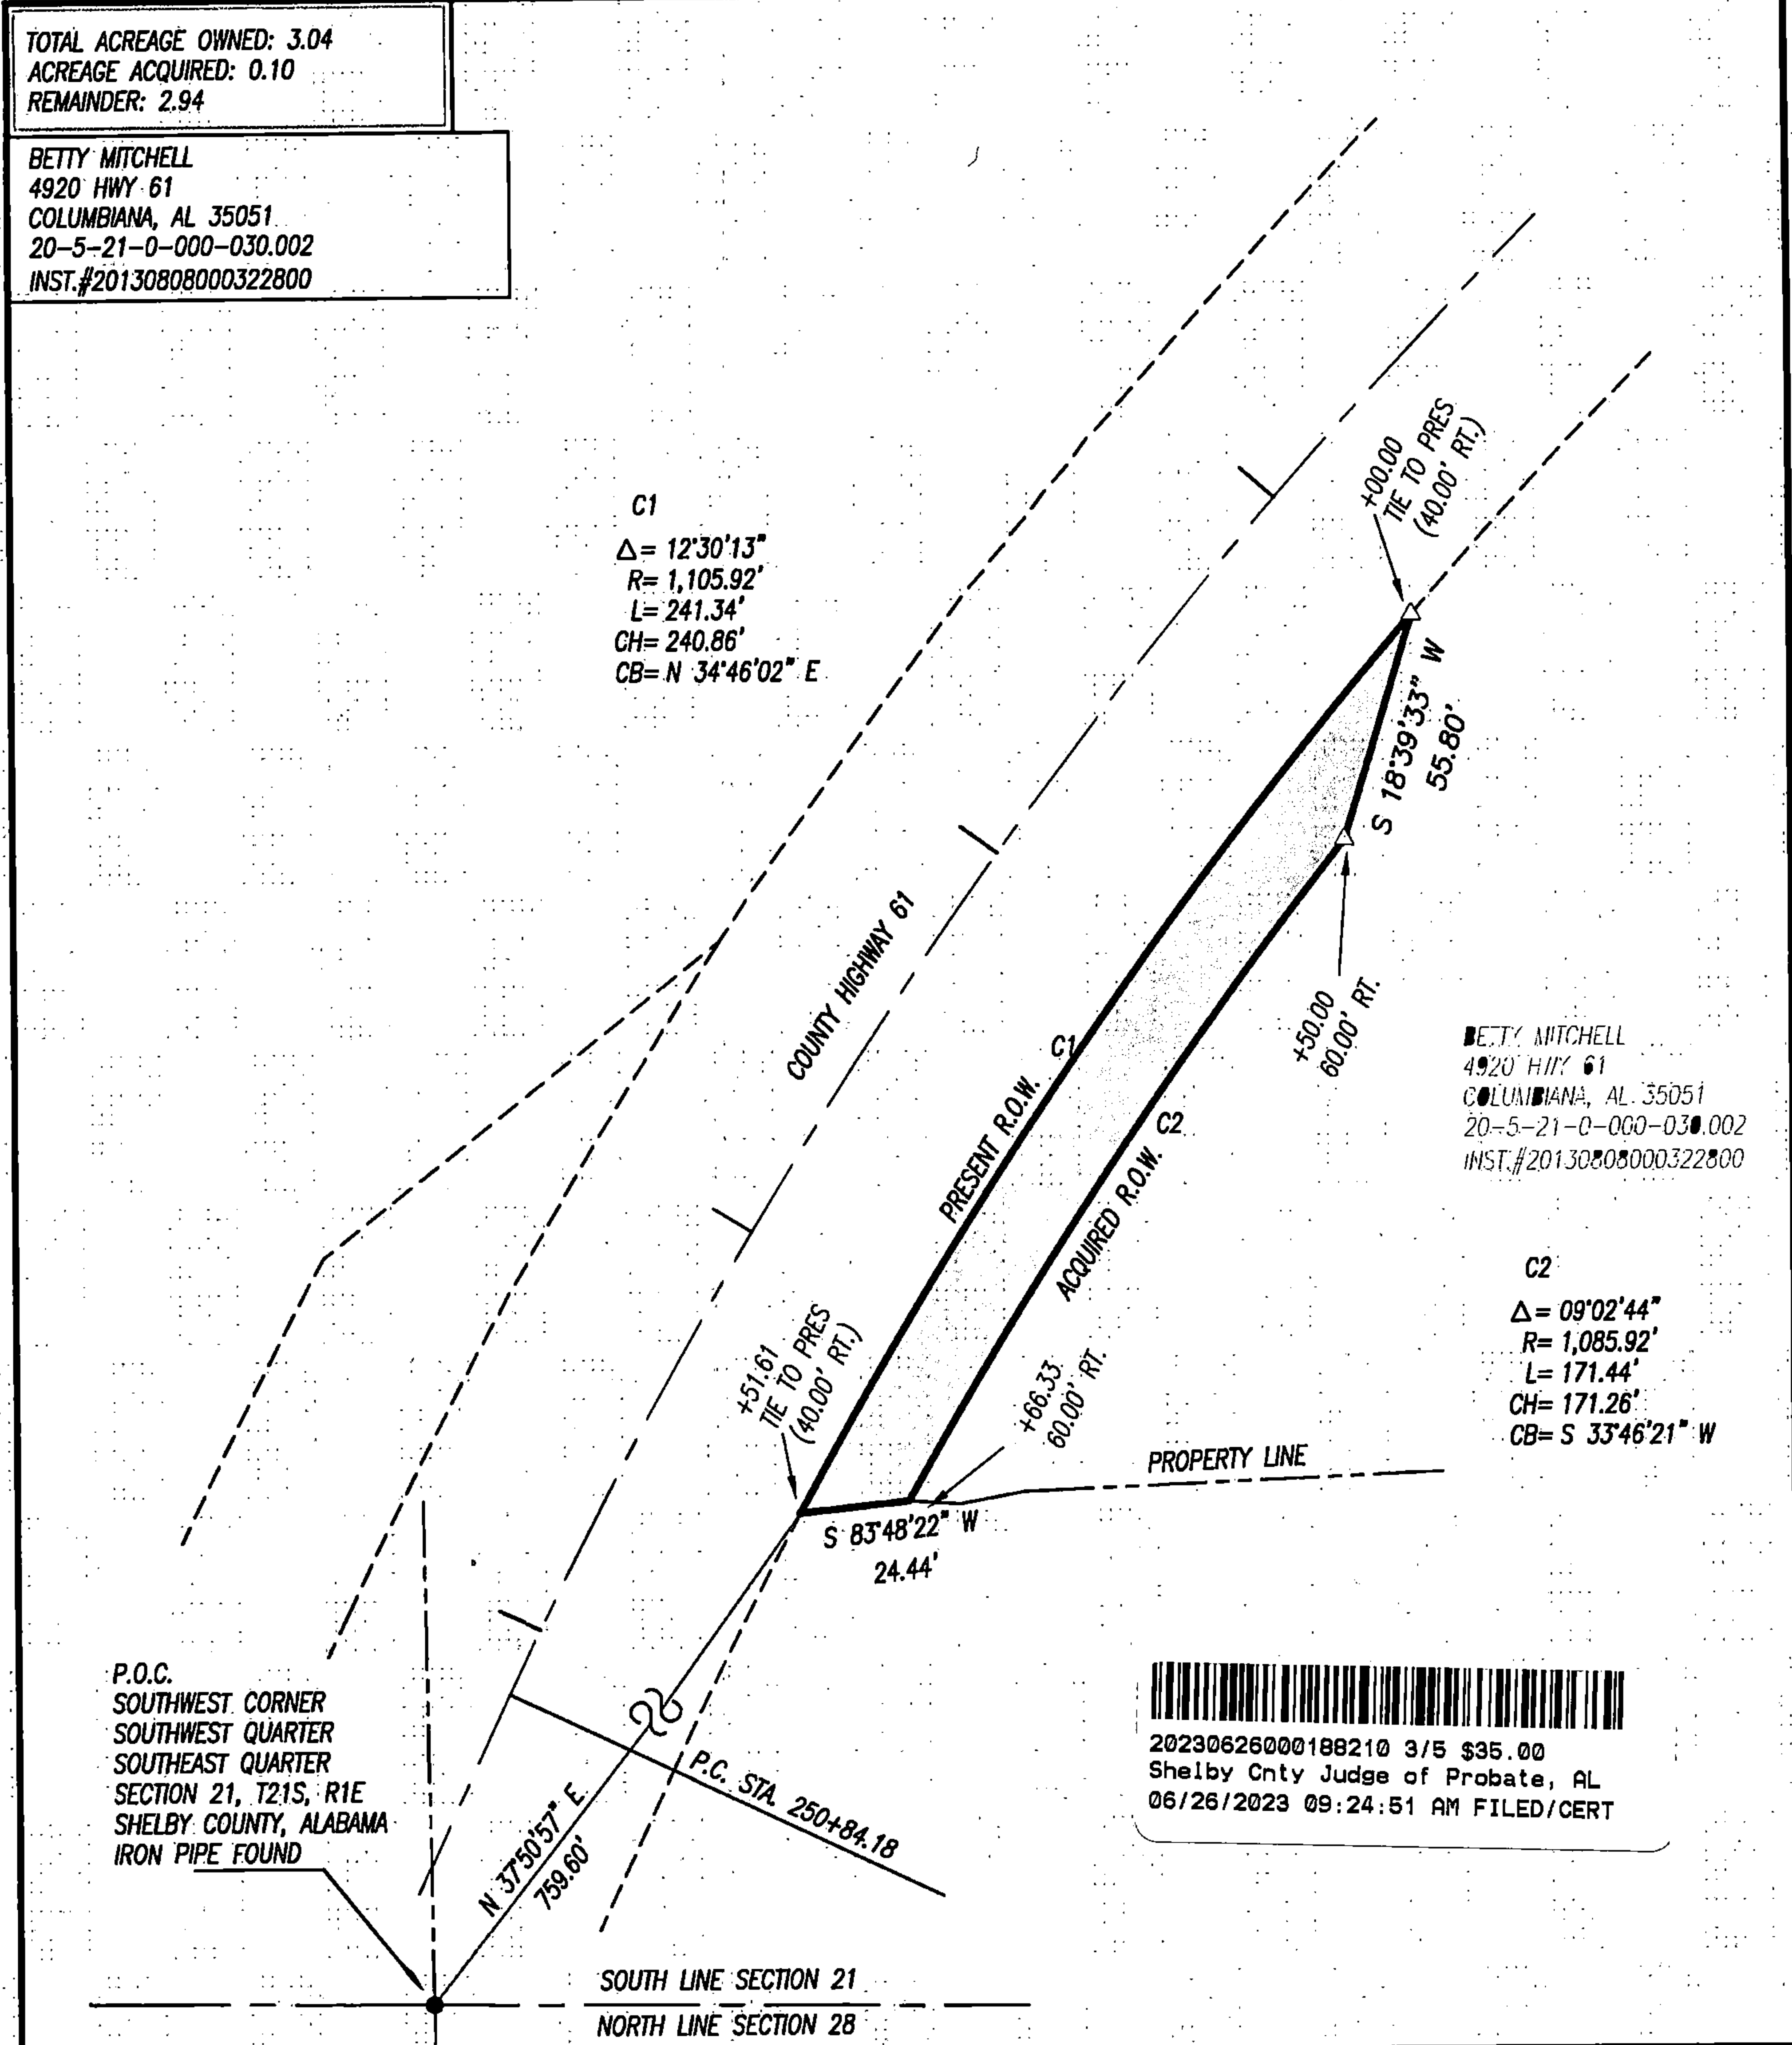 TOTAL ACREAGE OWNED: 3.04
ACREAGE ACQUIRED: 0.10
REMAINDER: 2.94
BETTY MITCHELL
4920 HWY 61
COLUMBIANA, AL 35051
20-5-21-0-000-030.002
INST.#20130808000322800
C1
Δ= 12°30'13"
R= 1,105.92'
L= 241.34'
CH= 240.86'
CB= N 34°46'02" E
+00.00
TIE TO PRES
(40.00' RT.)
S 18°39'33" W
55.80'
COUNTY HIGHWAY 61
+50.00
60.00' RT.
C1
PRESENT R.O.W.
C2
ACQUIRED R.O.W.
BETTY MITCHELL
4920 HWY 61
COLUMBIANA, AL 35051
20-5-21-0-000-030.002
INST.#20130808000322800
C2
Δ= 09°02'44"
R= 1,085.92'
L= 171.44'
CH= 171.26'
CB= S 33°46'21" W
+51.61
TIE TO PRES
(40.00' RT.)
+66.33
60.00' RT.
PROPERTY LINE
S 83°48'22" W
24.44'
P.O.C.
SOUTHWEST CORNER
SOUTHWEST QUARTER
SOUTHEAST QUARTER
SECTION 21, T21S, R1E
SHELBY COUNTY, ALABAMA
IRON PIPE FOUND
P.C. STA. 250+84.18
N 37°50'57" E
759.60'
20230626000188210 3/5 $35.00
Shelby Cnty Judge of Probate, AL
06/26/2023 09:24:51 AM FILED/CERT
SOUTH LINE SECTION 21
NORTH LINE SECTION 28